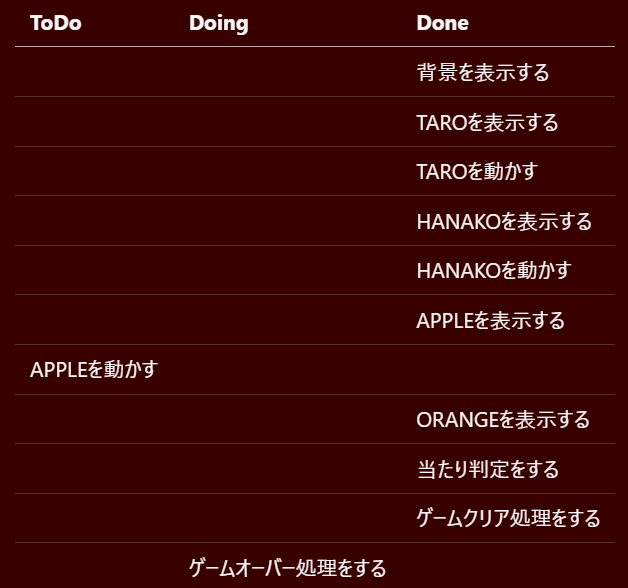 ToDo Doing Done
背景を表示する
TAROを表示する
TAROを動かす
HANAKOを表示する
HANAKOを動かす
APPLEを表示する
APPLEを動かす
ORANGEを表示する
当たり判定をする
ゲームクリア処理をする
ゲームオーバー処理をする